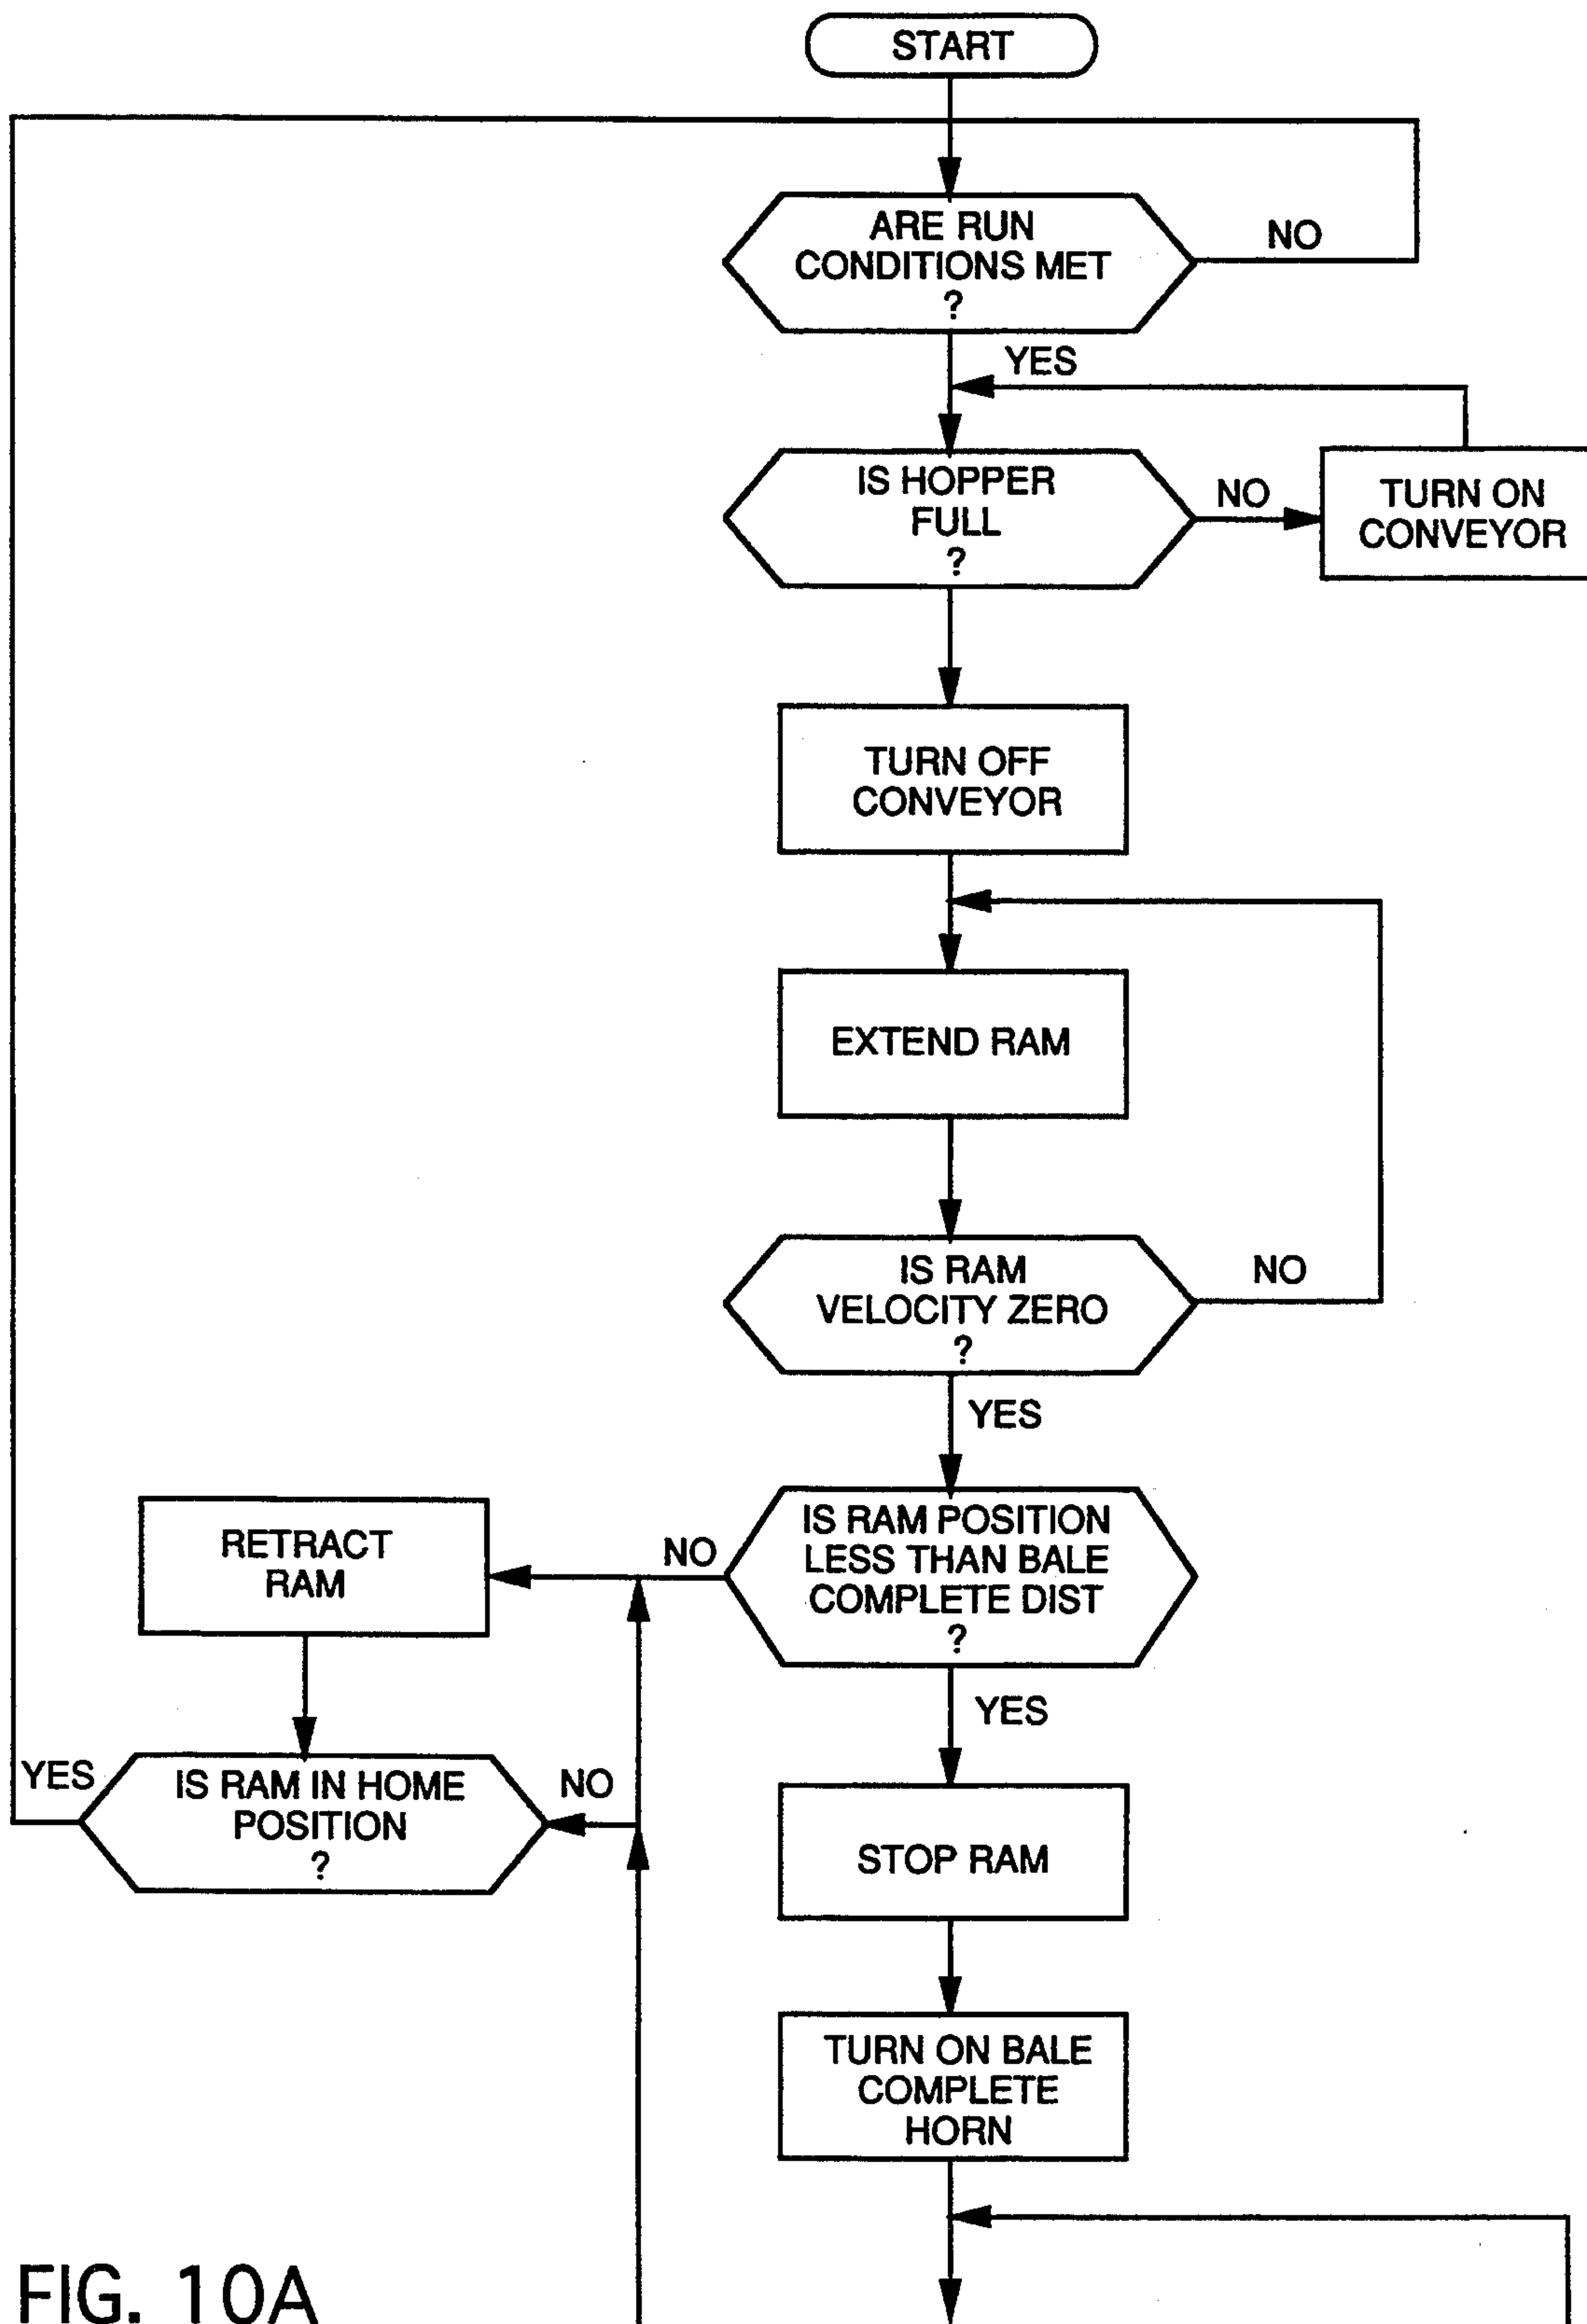 START
ARE RUN
CONDITIONS MET
?
NO
YES
IS HOPPER
FULL
?
NO
TURN ON
CONVEYOR
TURN OFF
CONVEYOR
EXTEND RAM
IS RAM
VELOCITY ZERO
?
NO
YES
IS RAM POSITION
LESS THAN BALE
COMPLETE DIST
?
NO
RETRACT
RAM
YES
IS RAM IN HOME
POSITION
?
YES
NO
STOP RAM
TURN ON BALE
COMPLETE
HORN
FIG. 10A